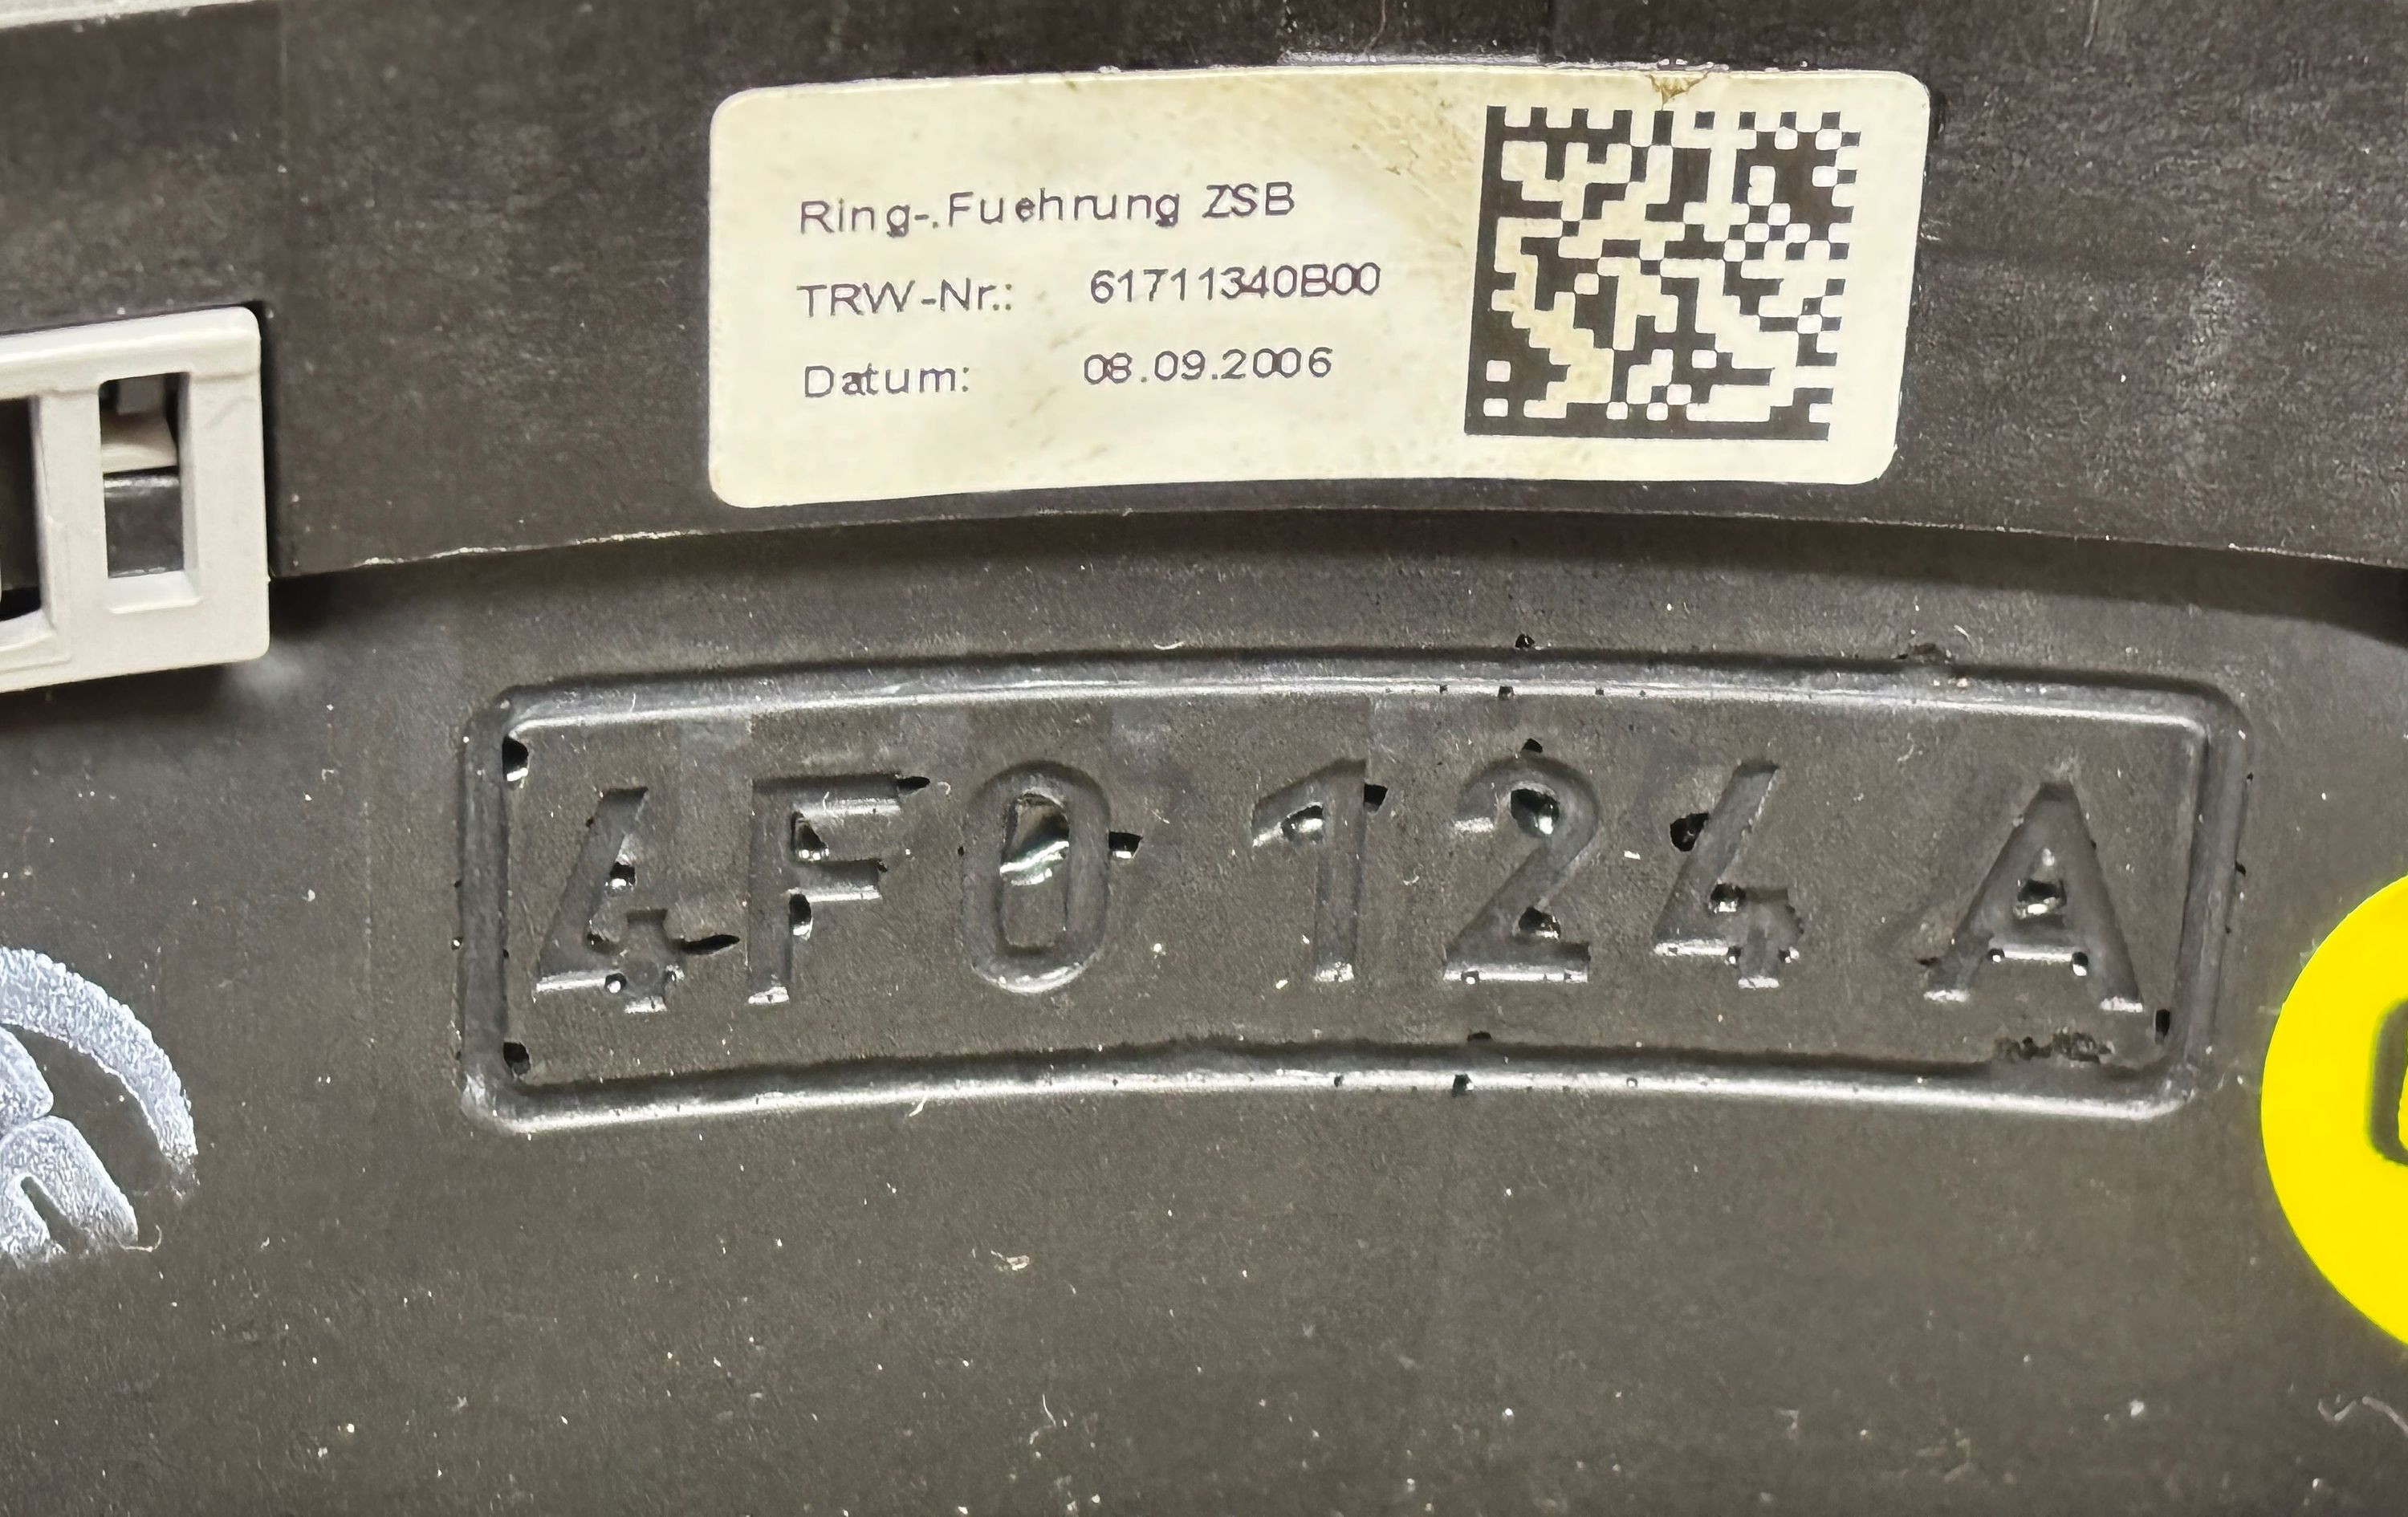 Ring-.Fuehrung ZSB
TRW-Nr.: 61711340B00
Datum: 08.09.2006
4F0 124 A